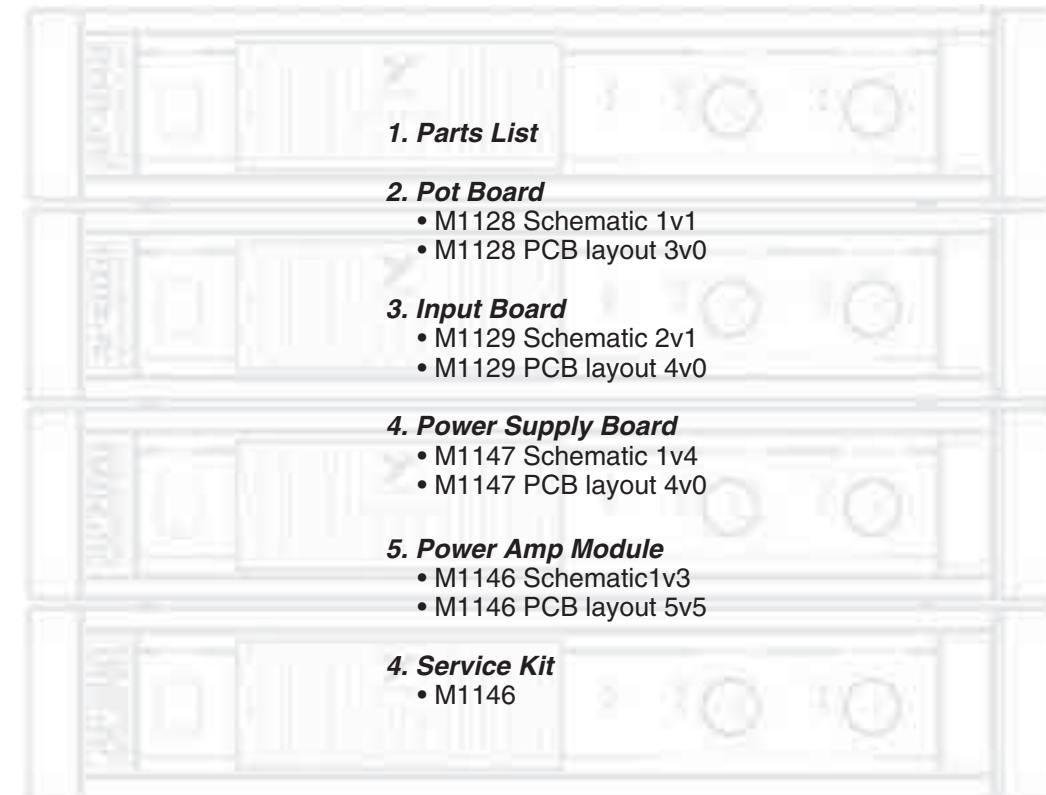 1. Parts List
2. Pot Board
• M1128 Schematic 1v1
• M1128 PCB layout 3v0
3. Input Board
• M1129 Schematic 2v1
• M1129 PCB layout 4v0
4. Power Supply Board
• M1147 Schematic 1v4
• M1147 PCB layout 4v0
5. Power Amp Module
• M1146 Schematic1v3
• M1146 PCB layout 5v5
4. Service Kit
• M1146